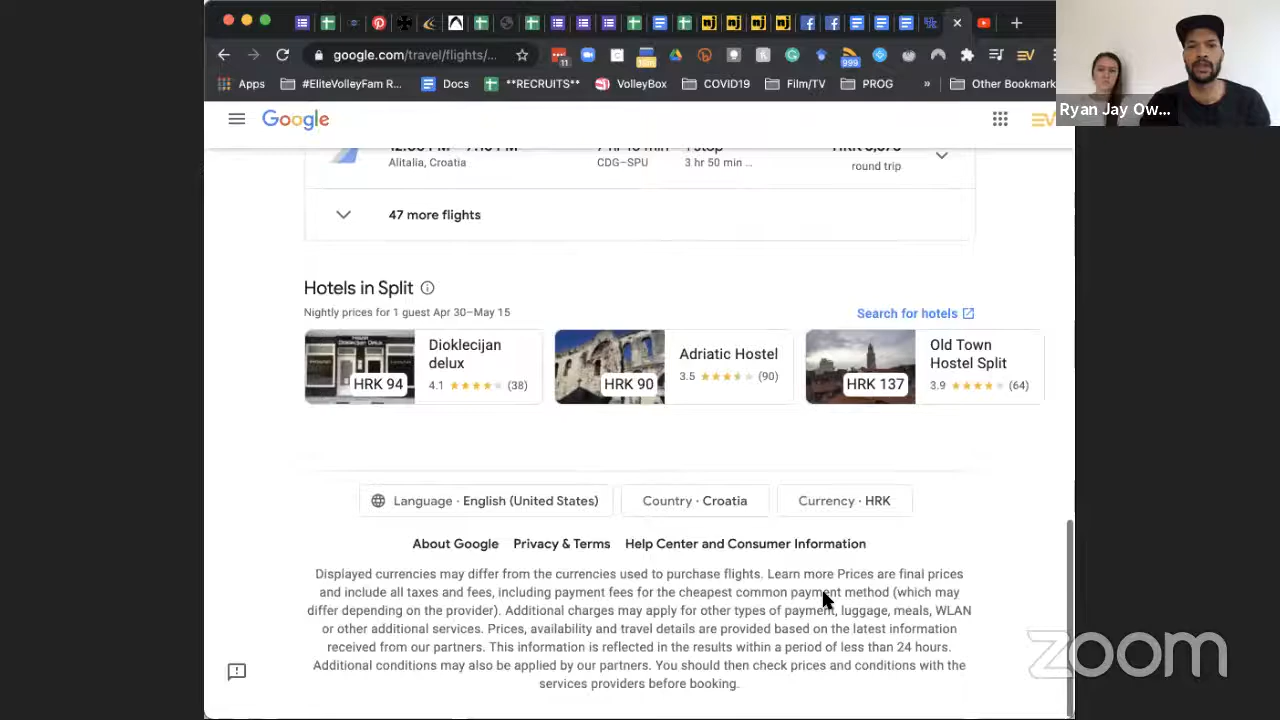 google.com/travel/flights/...
11
10m
999
Apps
#EliteVolleyFam R...
Docs
**RECRUITS**
VolleyBox
COVID19
Film/TV
PROG
»
Other Bookmark
Ryan Jay Ow...
Google
EV
Alitalia, Croatia
CDG–SPU
3 hr 50 min ...
round trip
47 more flights
Hotels in Split
Nightly prices for 1 guest Apr 30–May 15
Search for hotels
Dioklecijan
delux
HRK 94
4.1
(38)
Adriatic Hostel
HRK 90
3.5
(90)
Old Town
Hostel Split
HRK 137
3.9
(64)
Language · English (United States)
Country · Croatia
Currency · HRK
About Google
Privacy & Terms
Help Center and Consumer Information
Displayed currencies may differ from the currencies used to purchase flights. Learn more Prices are final prices
and include all taxes and fees, including payment fees for the cheapest common payment method (which may
differ depending on the provider). Additional charges may apply for other types of payment, luggage, meals, WLAN
or other additional services. Prices, availability and travel details are provided based on the latest information
received from our partners. This information is reflected in the results within a period of less than 24 hours.
Additional conditions may also be applied by our partners. You should then check prices and conditions with the
services providers before booking.
zoom